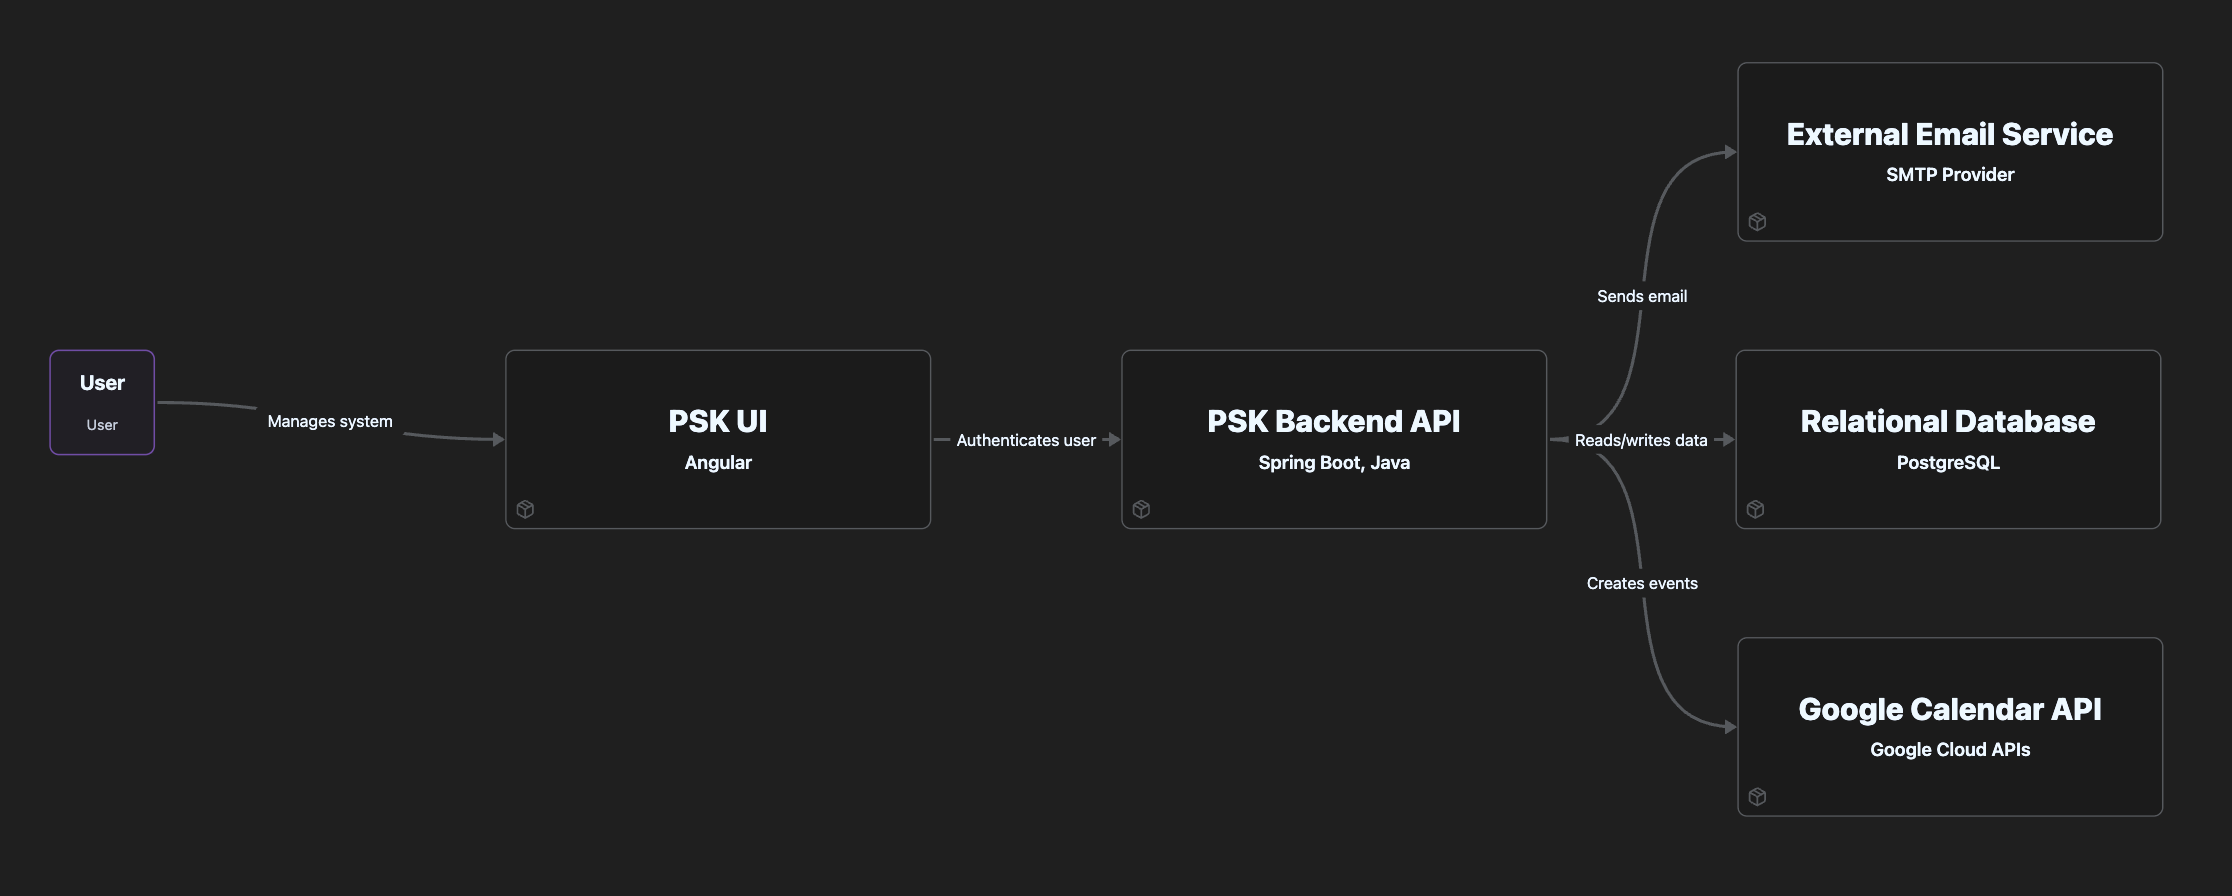 User
User
Manages system
PSK UI
Angular
Authenticates user
PSK Backend API
Spring Boot, Java
Sends email
Reads/writes data
Creates events
External Email Service
SMTP Provider
Relational Database
PostgreSQL
Google Calendar API
Google Cloud APIs